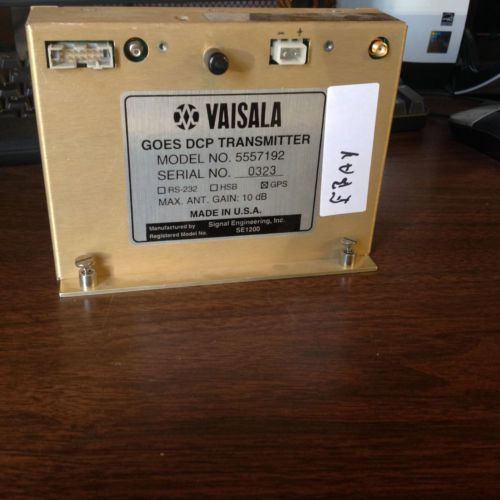 - +
VAISALA
GOES DCP TRANSMITTER
MODEL NO. 5557192
SERIAL NO. 0323
RS-232 HSB GPS
MAX. ANT. GAIN: 10 dB
MADE IN U.S.A.
Manufactured by Signal Engineering, Inc.
Registered Model No. SE1200
EBAY